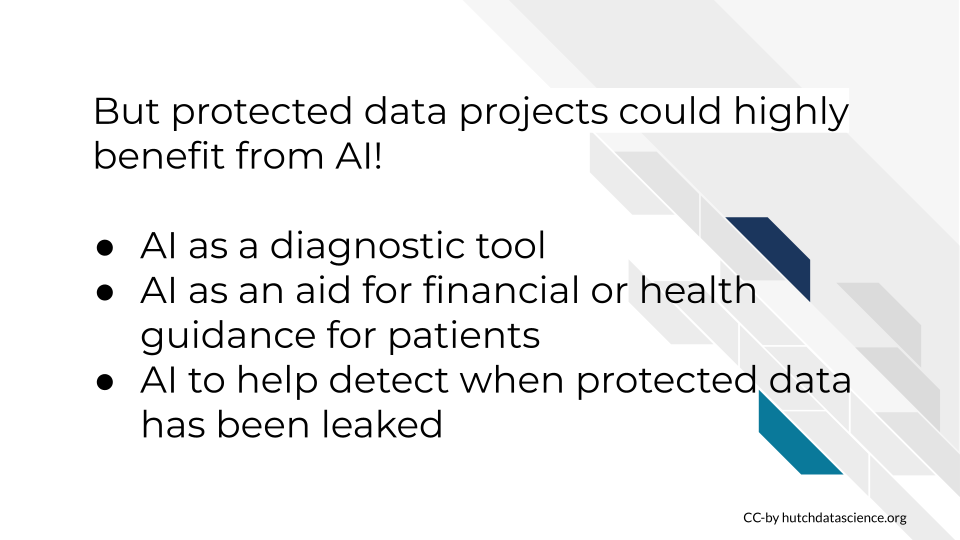 But protected data projects could highly
benefit from AI!
● AI as a diagnostic tool
● AI as an aid for financial or health
guidance for patients
● AI to help detect when protected data
has been leaked
CC-by hutchdatascience.org